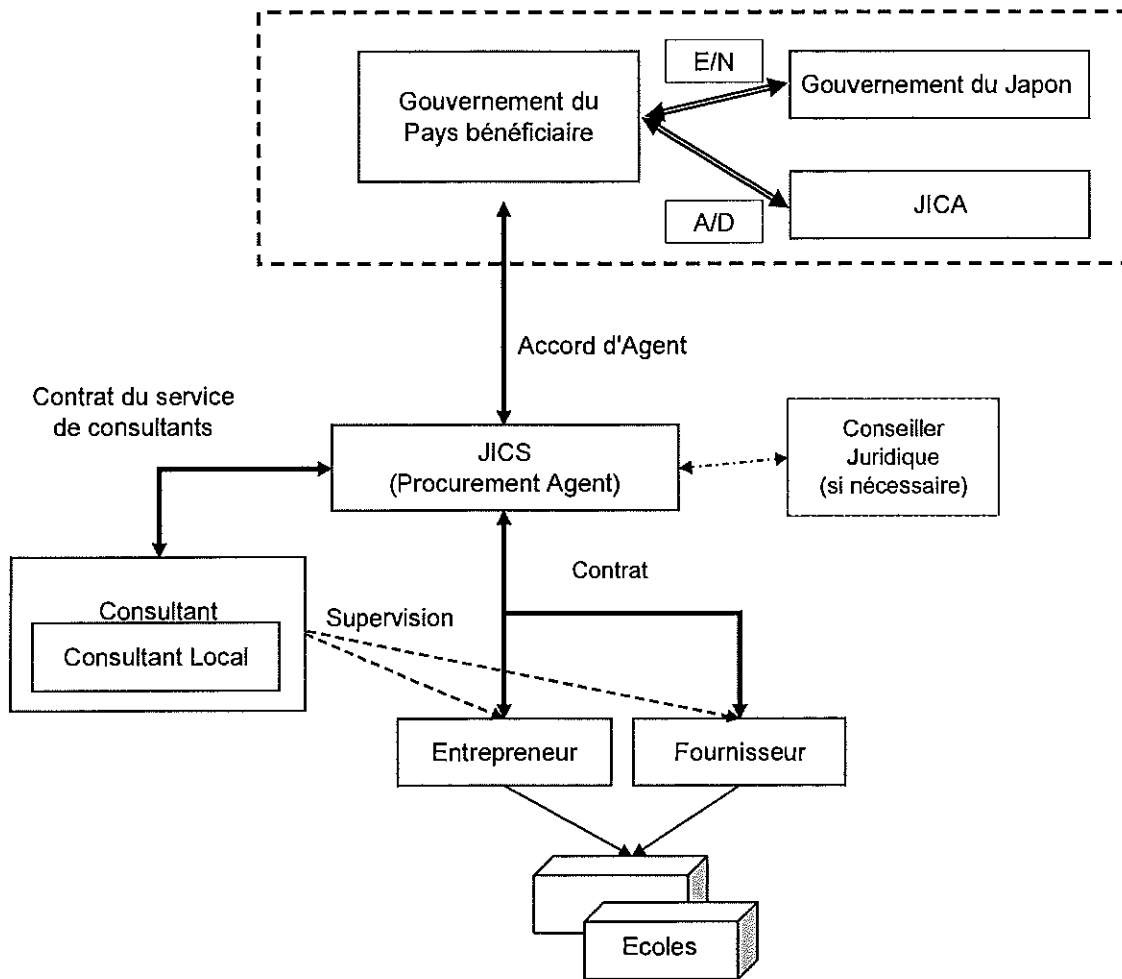 E/N
Gouvernement du
Pays bénéficiaire
Gouvernement du Japon
JICA
A/D
Accord d'Agent
Contrat du service
de consultants
JICS
(Procurement Agent)
Conseiller
Juridique
(si nécessaire)
Contrat
Consultant
Supervision
Consultant Local
Entrepreneur
Fournisseur
Ecoles